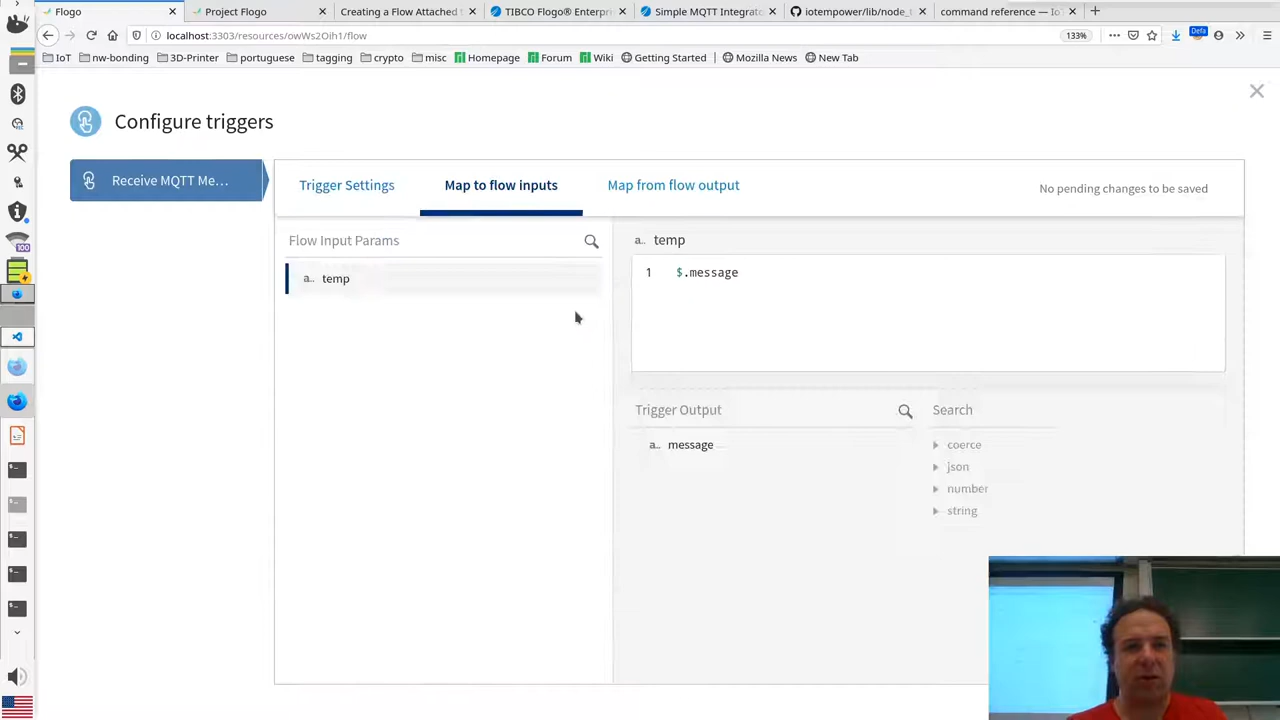 Flogo
Project Flogo
Creating a Flow Attached
TIBCO Flogo® Enterpr
Simple MQTT Integrat
iotempower/lib/node_
command reference — Io
localhost:3303/resources/owWs2Oih1/flow
133%
Defa
IoT
nw-bonding
3D-Printer
portuguese
tagging
crypto
misc
Homepage
Forum
Wiki
Getting Started
Mozilla News
New Tab
Configure triggers
Receive MQTT Me...
Trigger Settings
Map to flow inputs
Map from flow output
No pending changes to be saved
Flow Input Params
a.. temp
a.. temp
1 $.message
Trigger Output
Search
a.. message
coerce
json
number
string
100